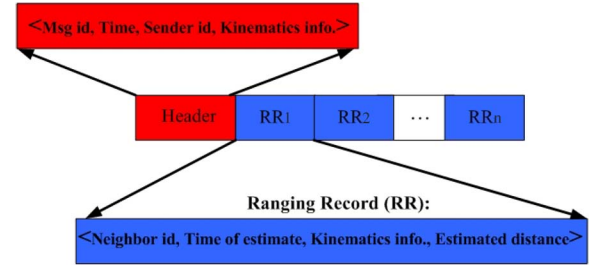 <Msg id, Time, Sender id, Kinematics info.>
Header RR1 RR2 ... RRn
Ranging Record (RR):
<Neighbor id, Time of estimate, Kinematics info., Estimated distance>